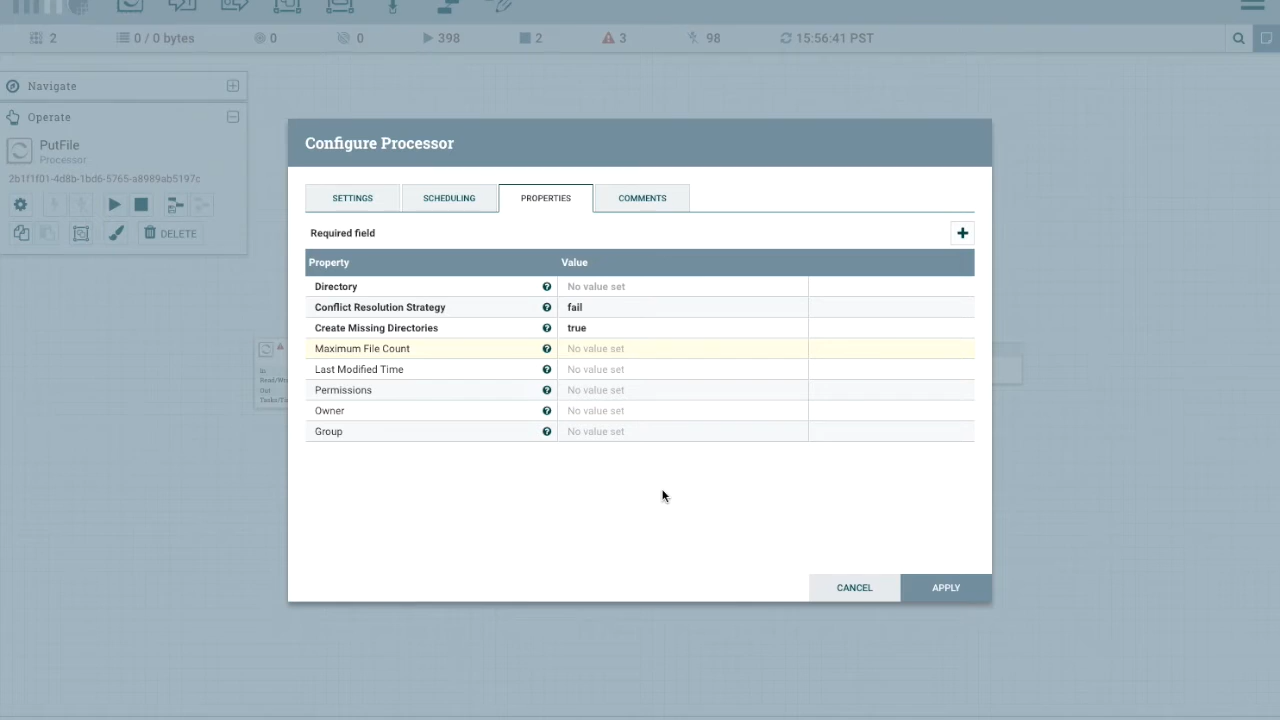 2 0 / 0 bytes 0 0 398 2 3 98 15:56:41 PST
Navigate
Operate
PutFile
Processor
2b1f1f01-4d8b-1bd6-5765-a8989ab5197c
DELETE
In
Out
Configure Processor
SETTINGS SCHEDULING PROPERTIES COMMENTS
Required field
Property Value
Directory No value set
Conflict Resolution Strategy fail
Create Missing Directories true
Maximum File Count No value set
Last Modified Time No value set
Permissions No value set
Owner No value set
Group No value set
CANCEL APPLY